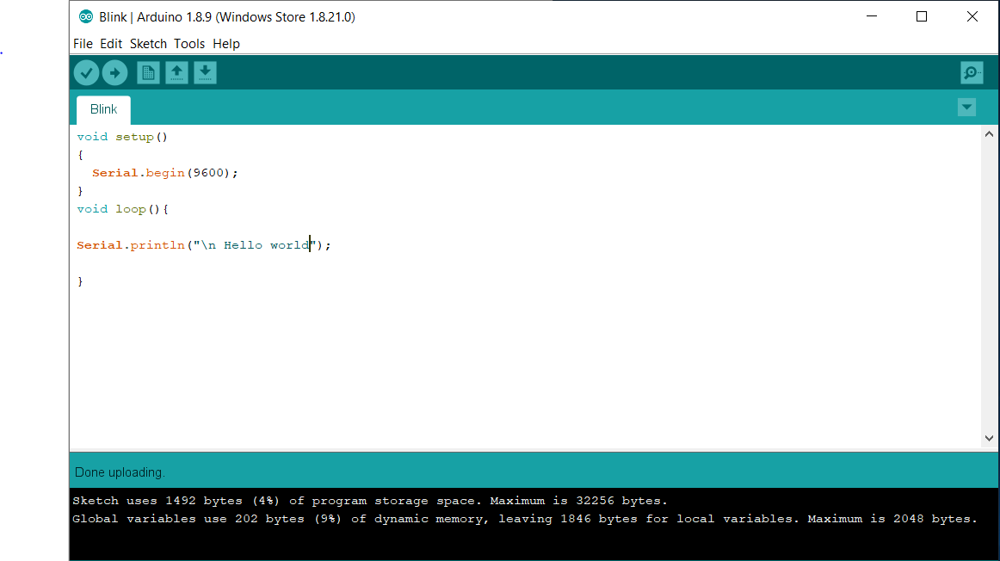 Blink | Arduino 1.8.9 (Windows Store 1.8.21.0)
File Edit Sketch Tools Help
Blink
void setup()
{
  Serial.begin(9600);
}
void loop(){
Serial.println("\n Hello world");
}
Done uploading.
Sketch uses 1492 bytes (4%) of program storage space. Maximum is 32256 bytes.
Global variables use 202 bytes (9%) of dynamic memory, leaving 1846 bytes for local variables. Maximum is 2048 bytes.